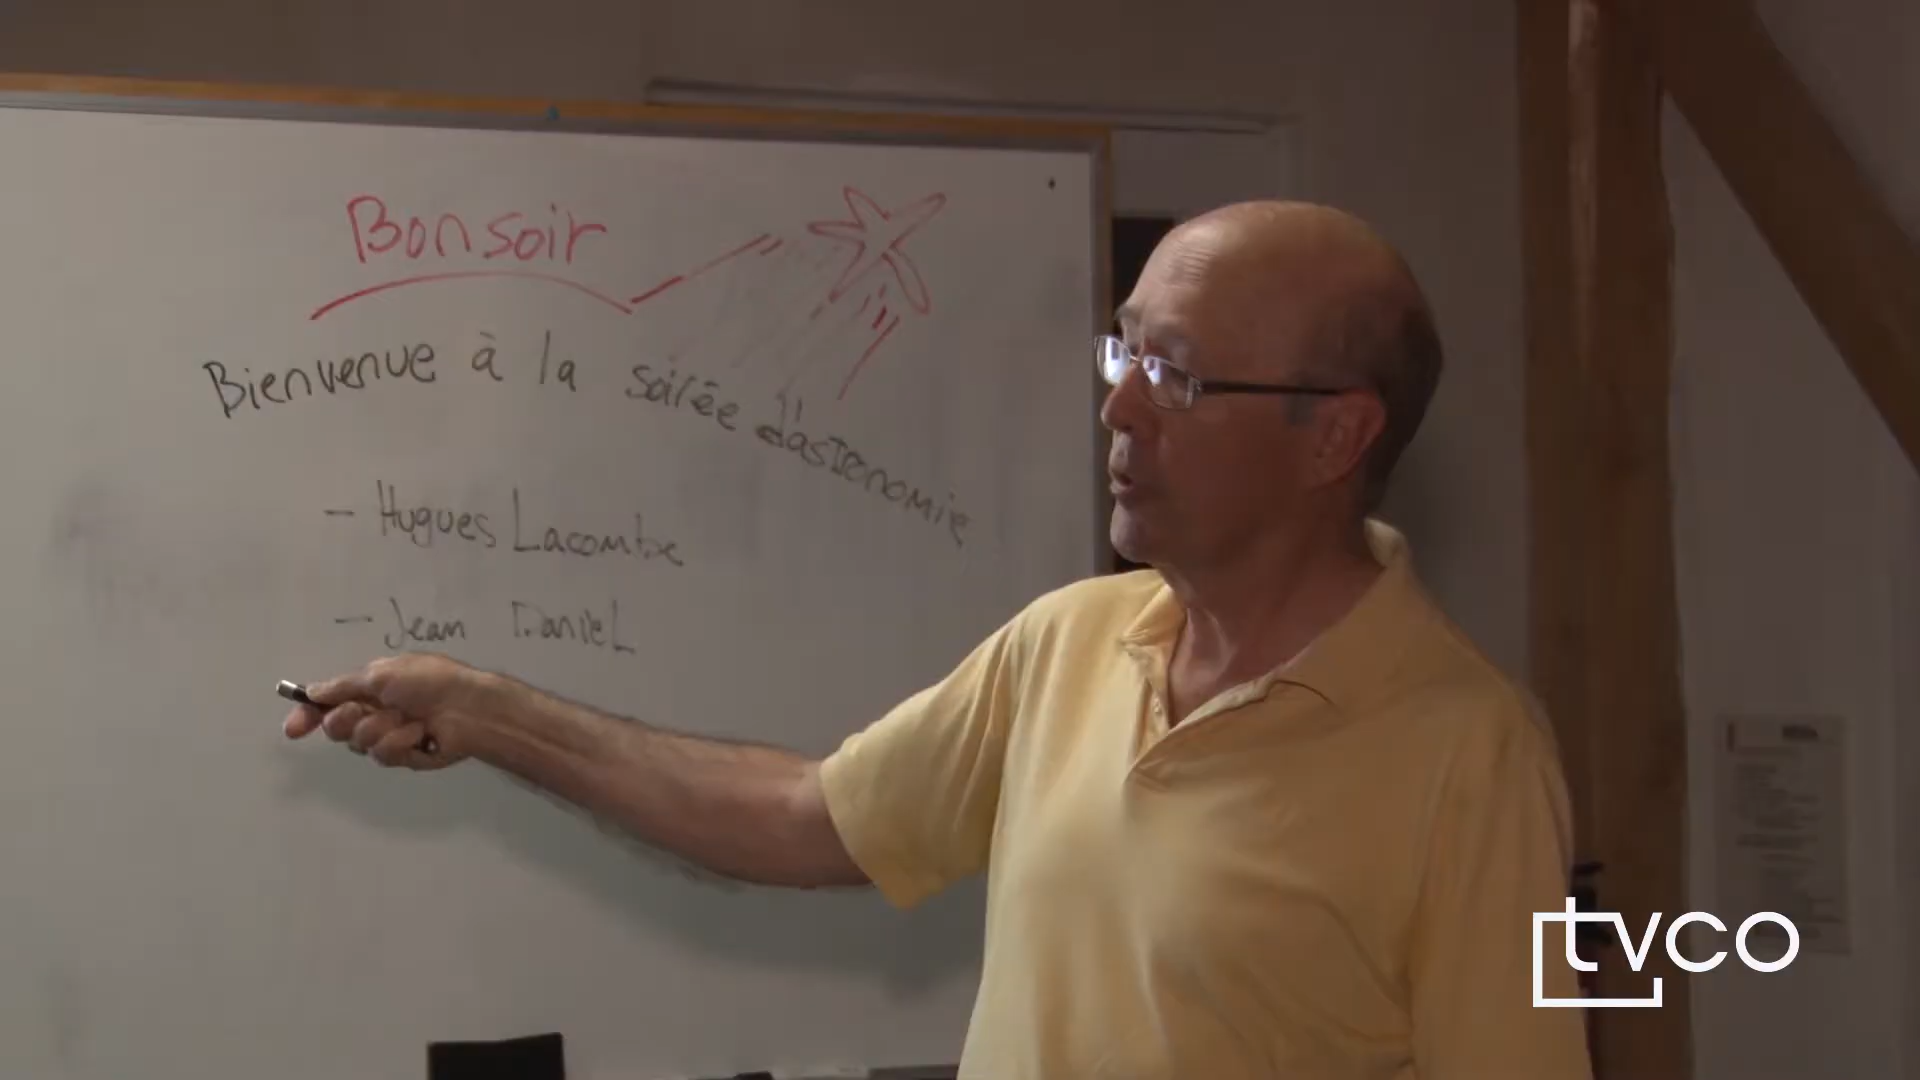 Bonsoir
Bienvenue à la soirée d'astronomie
- Hugues Lacombe
- Jean Daniel
tvco